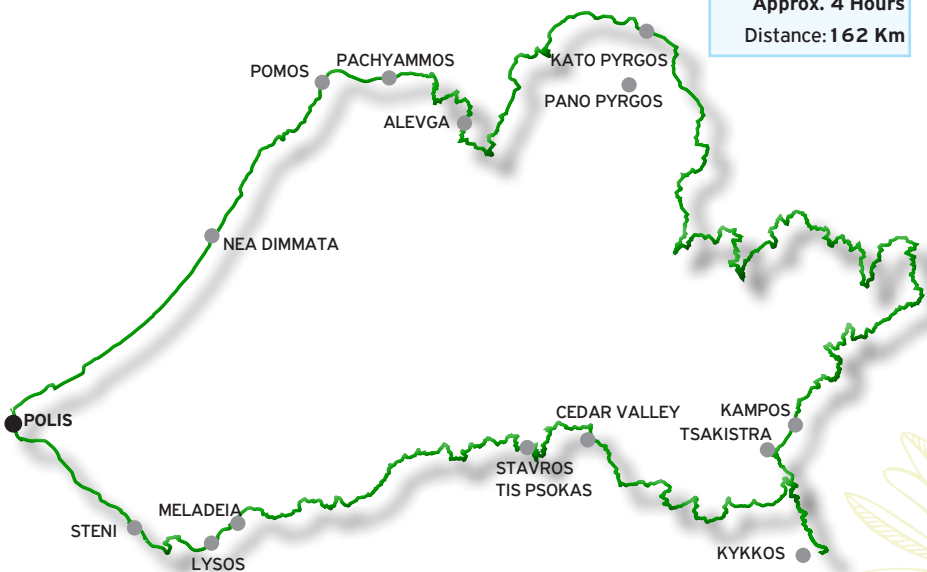 Approx. 4 Hours
Distance: 162 Km
PACHYAMMOS
KATO PYRGOS
POMOS
PANO PYRGOS
ALEVGA
NEA DIMMATA
POLIS
CEDAR VALLEY
KAMPOS
TSAKISTRA
STAVROS
TIS PSOKAS
MELADEIA
STENI
LYSOS
KYKKOS